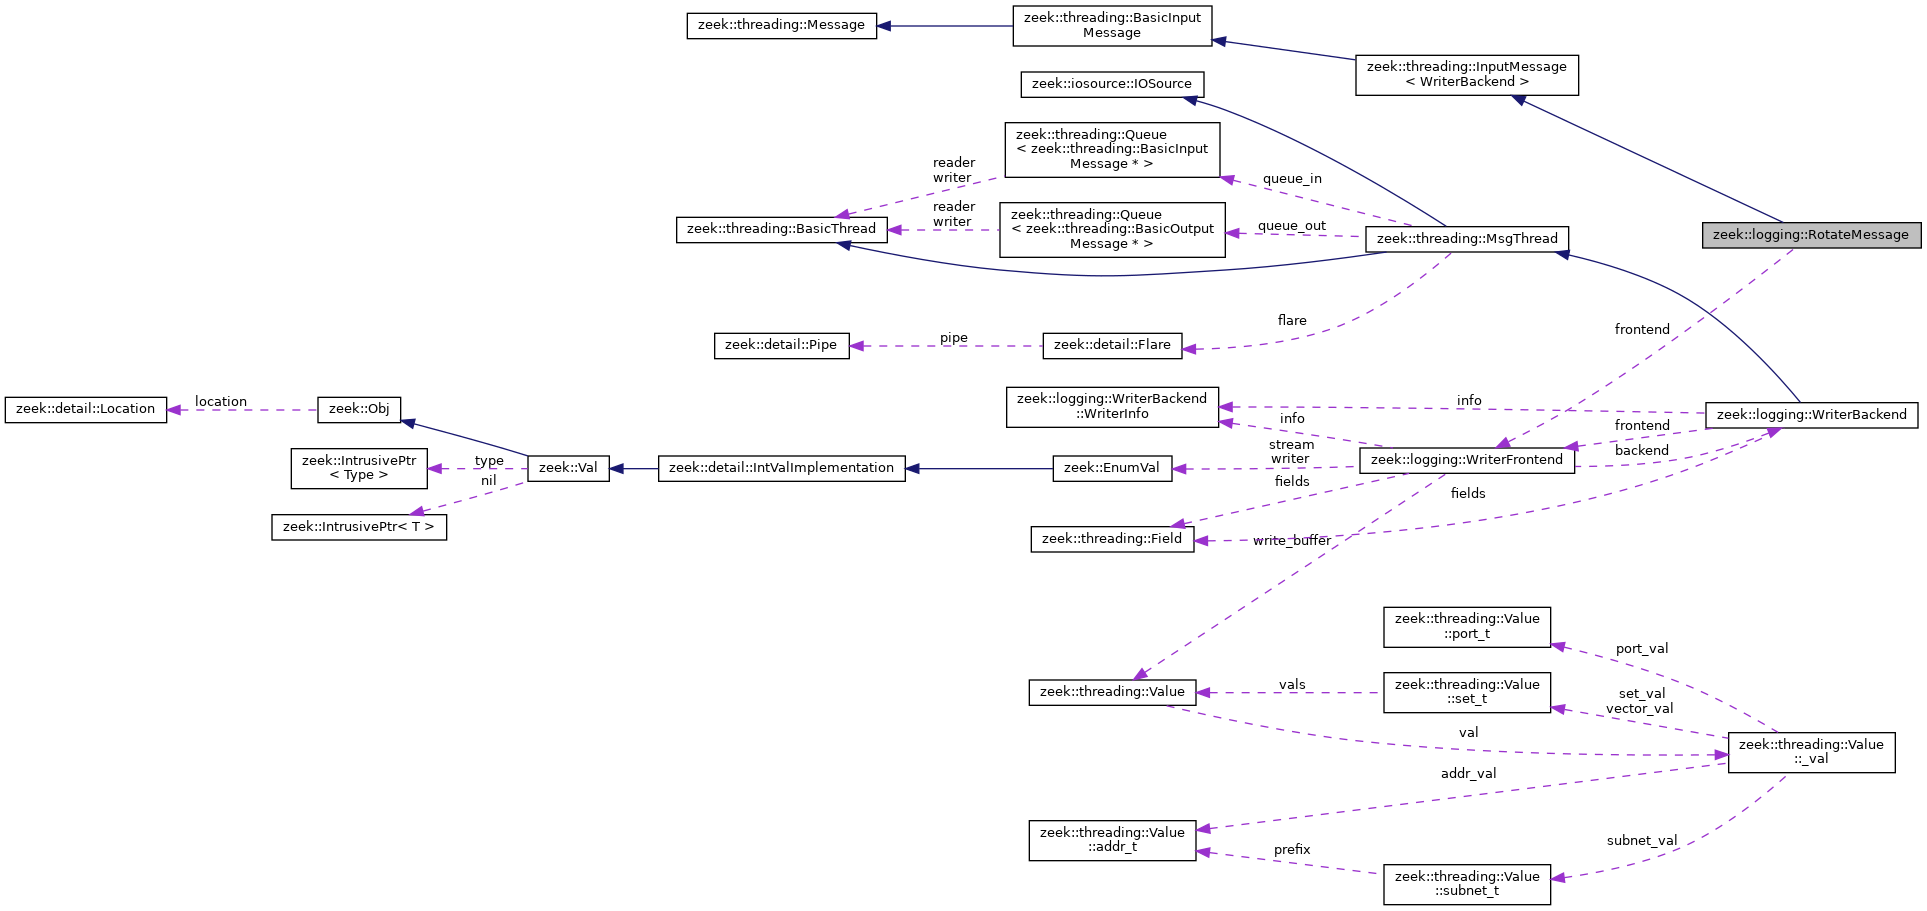 zeek::threading::Message
zeek::threading::BasicInput
Message
zeek::threading::InputMessage
< WriterBackend >
zeek::iosource::IOSource
zeek::threading::Queue
< zeek::threading::BasicInput
Message * >
reader
writer
queue_in
zeek::threading::BasicThread
reader
writer
zeek::threading::Queue
< zeek::threading::BasicOutput
Message * >
queue_out
zeek::threading::MsgThread
zeek::logging::RotateMessage
flare
frontend
zeek::detail::Pipe
pipe
zeek::detail::Flare
zeek::detail::Location
location
zeek::Obj
zeek::logging::WriterBackend
::WriterInfo
info
info
zeek::logging::WriterBackend
frontend
backend
zeek::IntrusivePtr
< Type >
type
nil
zeek::Val
zeek::detail::IntValImplementation
zeek::EnumVal
stream
writer
zeek::logging::WriterFrontend
fields
fields
zeek::IntrusivePtr< T >
zeek::threading::Field
write_buffer
zeek::threading::Value
::port_t
port_val
zeek::threading::Value
vals
zeek::threading::Value
::set_t
set_val
vector_val
val
zeek::threading::Value
::_val
addr_val
zeek::threading::Value
::addr_t
prefix
subnet_val
zeek::threading::Value
::subnet_t